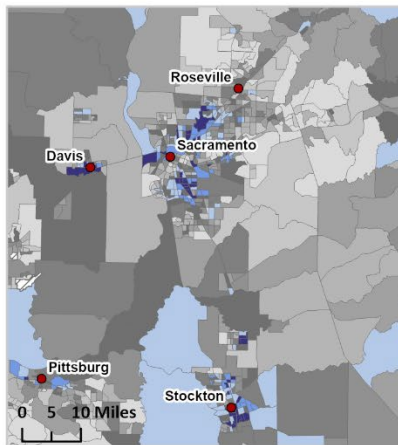 Roseville
Sacramento
Davis
Pittsburg
Stockton
0 5 10 Miles